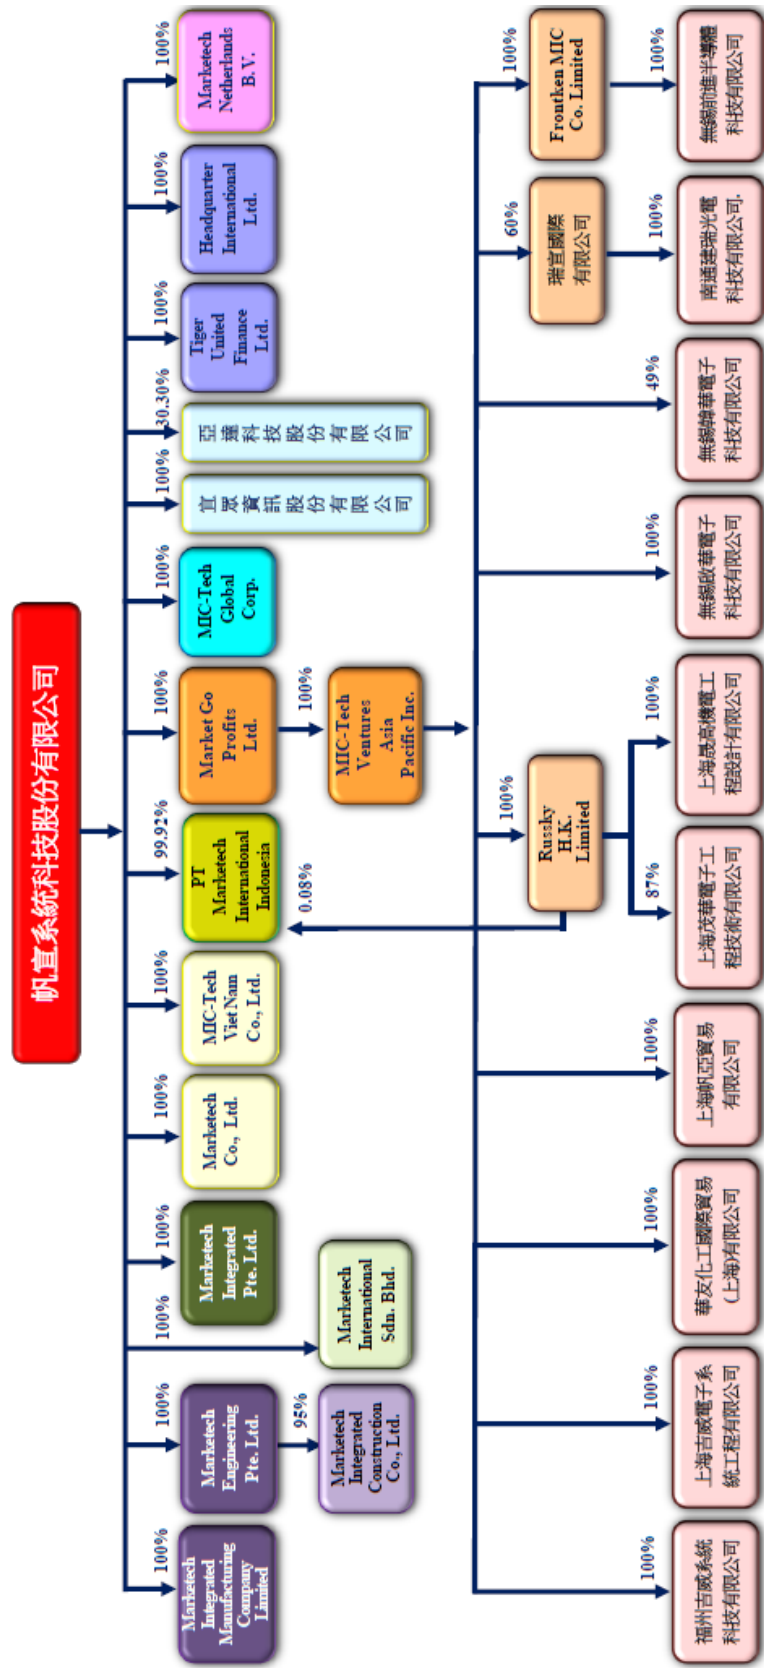 帆宣系統科技股份有限公司
100%
Marketech
Integrated
Manufacturing
Company
Limited
100%
Marketech
Engineering
Pte. Ltd.
95%
Marketech
Integrated
Construction
Co., Ltd.
100%
Marketech
International
Sdn. Bhd.
100%
Marketech
Integrated
Pte. Ltd.
100%
Marketech
Co., Ltd.
100%
MIC-Tech
Viet Nam
Co., Ltd.
99.92%
PT
Marketech
International
Indonesia
0.08%
100%
Market Go
Profits
Ltd.
100%
MIC-Tech
Ventures
Asia
Pacific Inc.
100%
MIC-Tech
Global
Corp.
100%
宜眾資訊股份有限公司
30.30%
亞達科技股份有限公司
100%
Tiger
United
Finance
Ltd.
100%
Headquarter
International
Ltd.
100%
Marketech
Netherlands
B. V.
100%
Russky
H.K.
Limited
60%
瑞宜國際
有限公司
100%
Frontken MIC
Co. Limited
100%
福州吉威系統
科技有限公司
100%
上海吉威電子系
統工程有限公司
100%
華友化工國際貿易
(上海)有限公司
100%
上海帆亞貿易
有限公司
87%
上海茂華電子工
程技術有限公司
100%
上海晟高機電工
程設計有限公司
100%
無錫啟華電子
科技有限公司
49%
無錫韓華電子
科技有限公司
100%
南通建瑞光電
科技有限公司.
100%
無錫前進半導體
科技有限公司